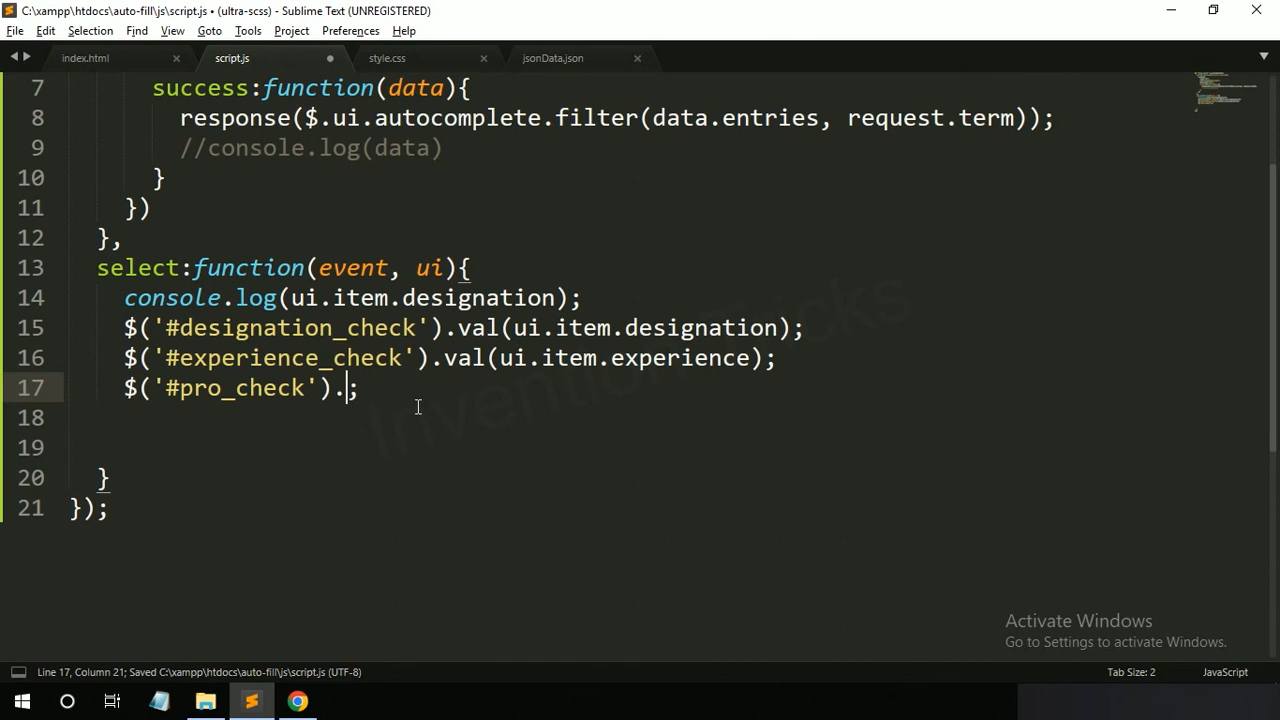 C:\xampp\htdocs\auto-fill\js\script.js • (ultra-scss) - Sublime Text (UNREGISTERED)
File Edit Selection Find View Goto Tools Project Preferences Help
index.html script.js style.css jsonData.json
7 success:function(data){
8 response($.ui.autocomplete.filter(data.entries, request.term));
9 //console.log(data)
10 }
11 })
12 },
13 select:function(event, ui){
14 console.log(ui.item.designation);
15 $('#designation_check').val(ui.item.designation);
16 $('#experience_check').val(ui.item.experience);
17 $('#pro_check').;
18
19
20 }
21 });
Invention Tricks
Activate Windows
Go to Settings to activate Windows.
Line 17, Column 21; Saved C:\xampp\htdocs\auto-fill\js\script.js (UTF-8) Tab Size: 2 JavaScript